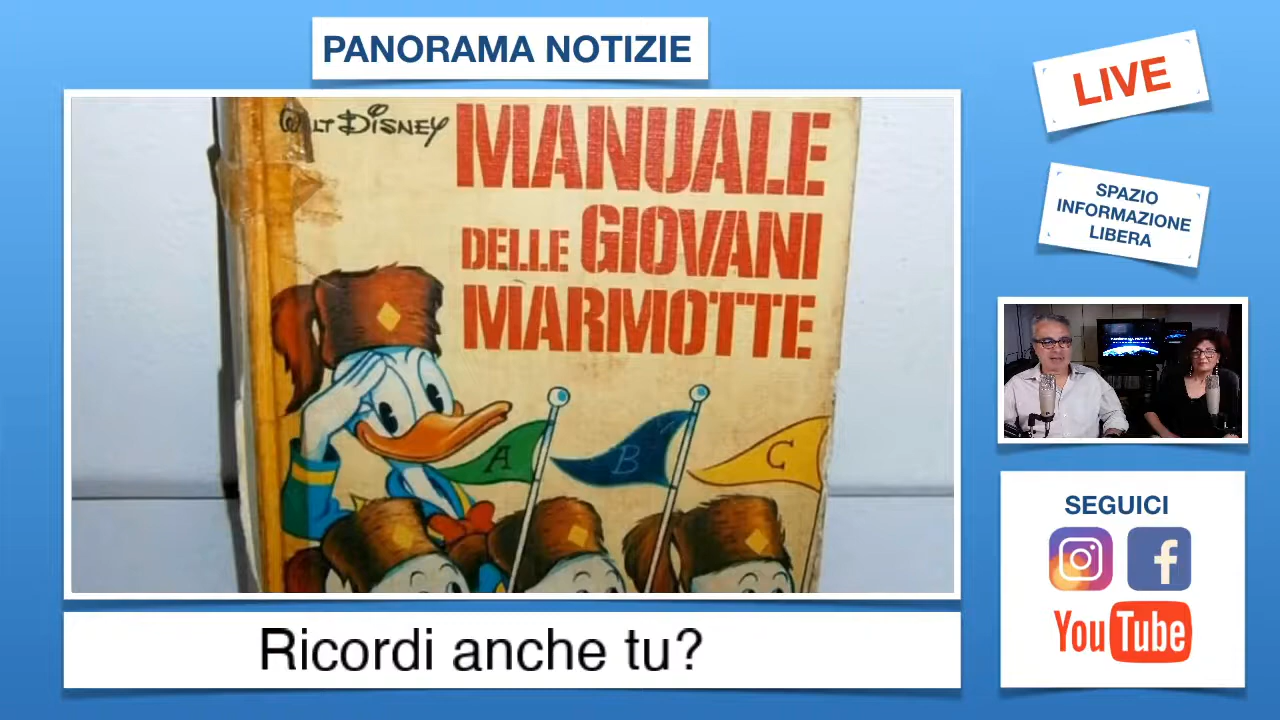 PANORAMA NOTIZIE
LIVE
WALT DISNEY
MANUALE
DELLE GIOVANI
MARMOTTE
A B C
SPAZIO
INFORMAZIONE
LIBERA
SEGUICI
YouTube
Ricordi anche tu?